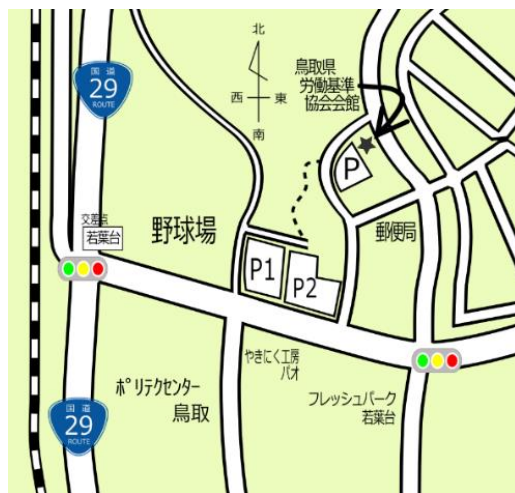 国道
29
ROUTE
北
西 東
南
鳥取県
労働基準
協会会館
P
交差点
若葉台
野球場
郵便局
P1
P2
やきにく工房
パオ
ポリテクセンター
鳥取
フレッシュパーク
若葉台
国道
29
ROUTE